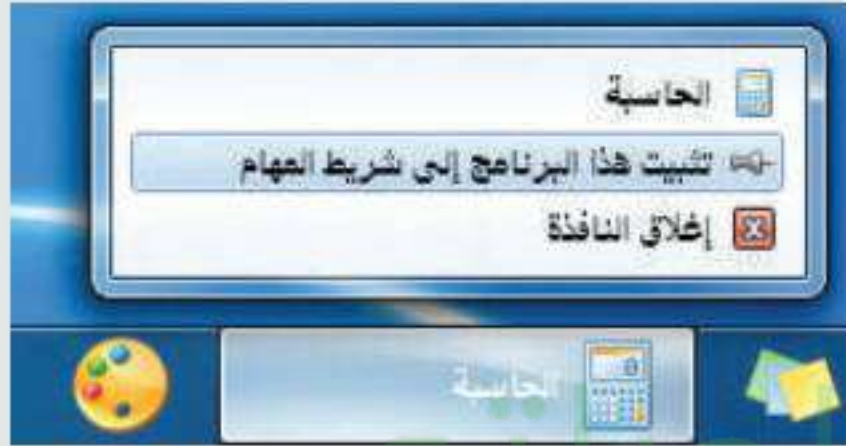 الحاسبة
تثبيت هذا البرنامج إلى شريط المهام
إغلاق النافذة
الحاسبة